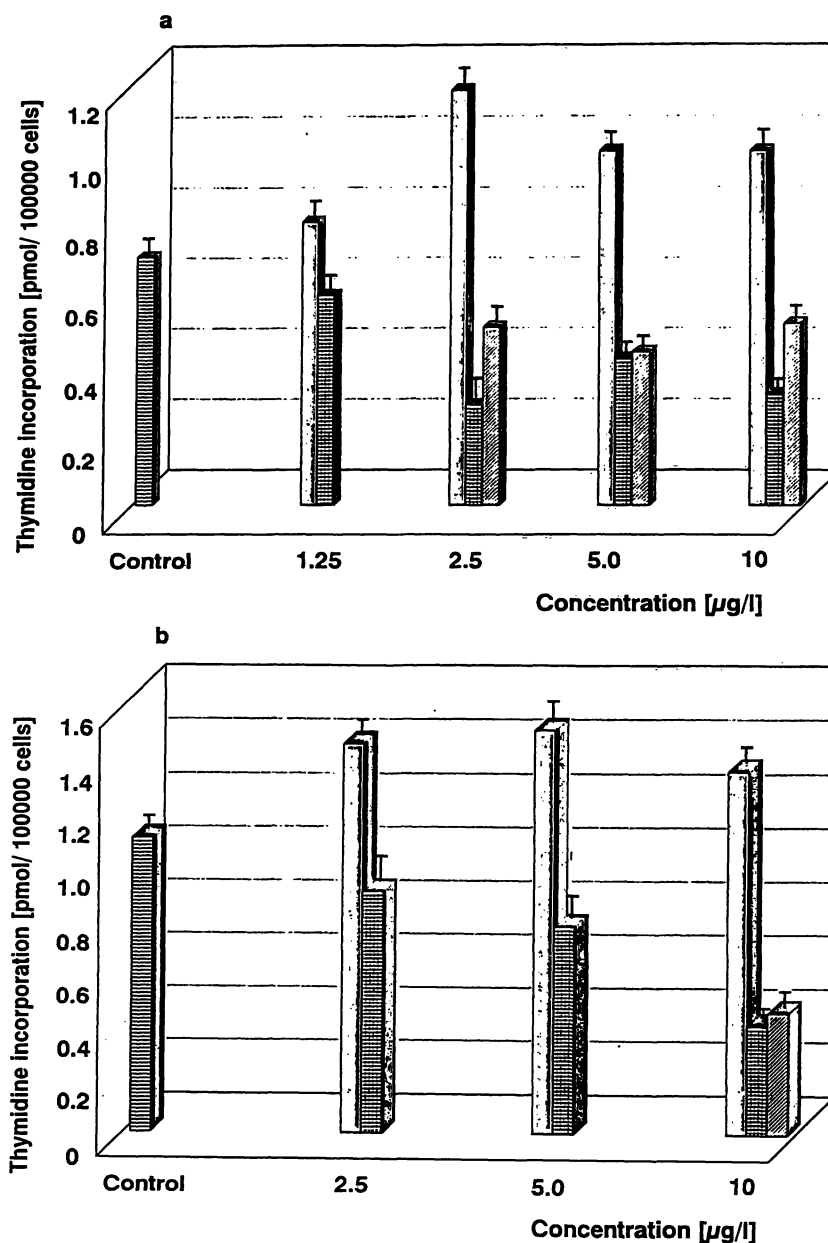 a
Thymidine incorporation [pmol/ 100000 cells]
1.2
1.0
0.8
0.6
0.4
0.2
0
Control 1.25 2.5 5.0 10
Concentration [µg/l]
b
Thymidine incorporation [pmol/ 100000 cells]
1.6
1.4
1.2
1.0
0.8
0.6
0.4
0.2
0
Control 2.5 5.0 10
Concentration [µg/l]